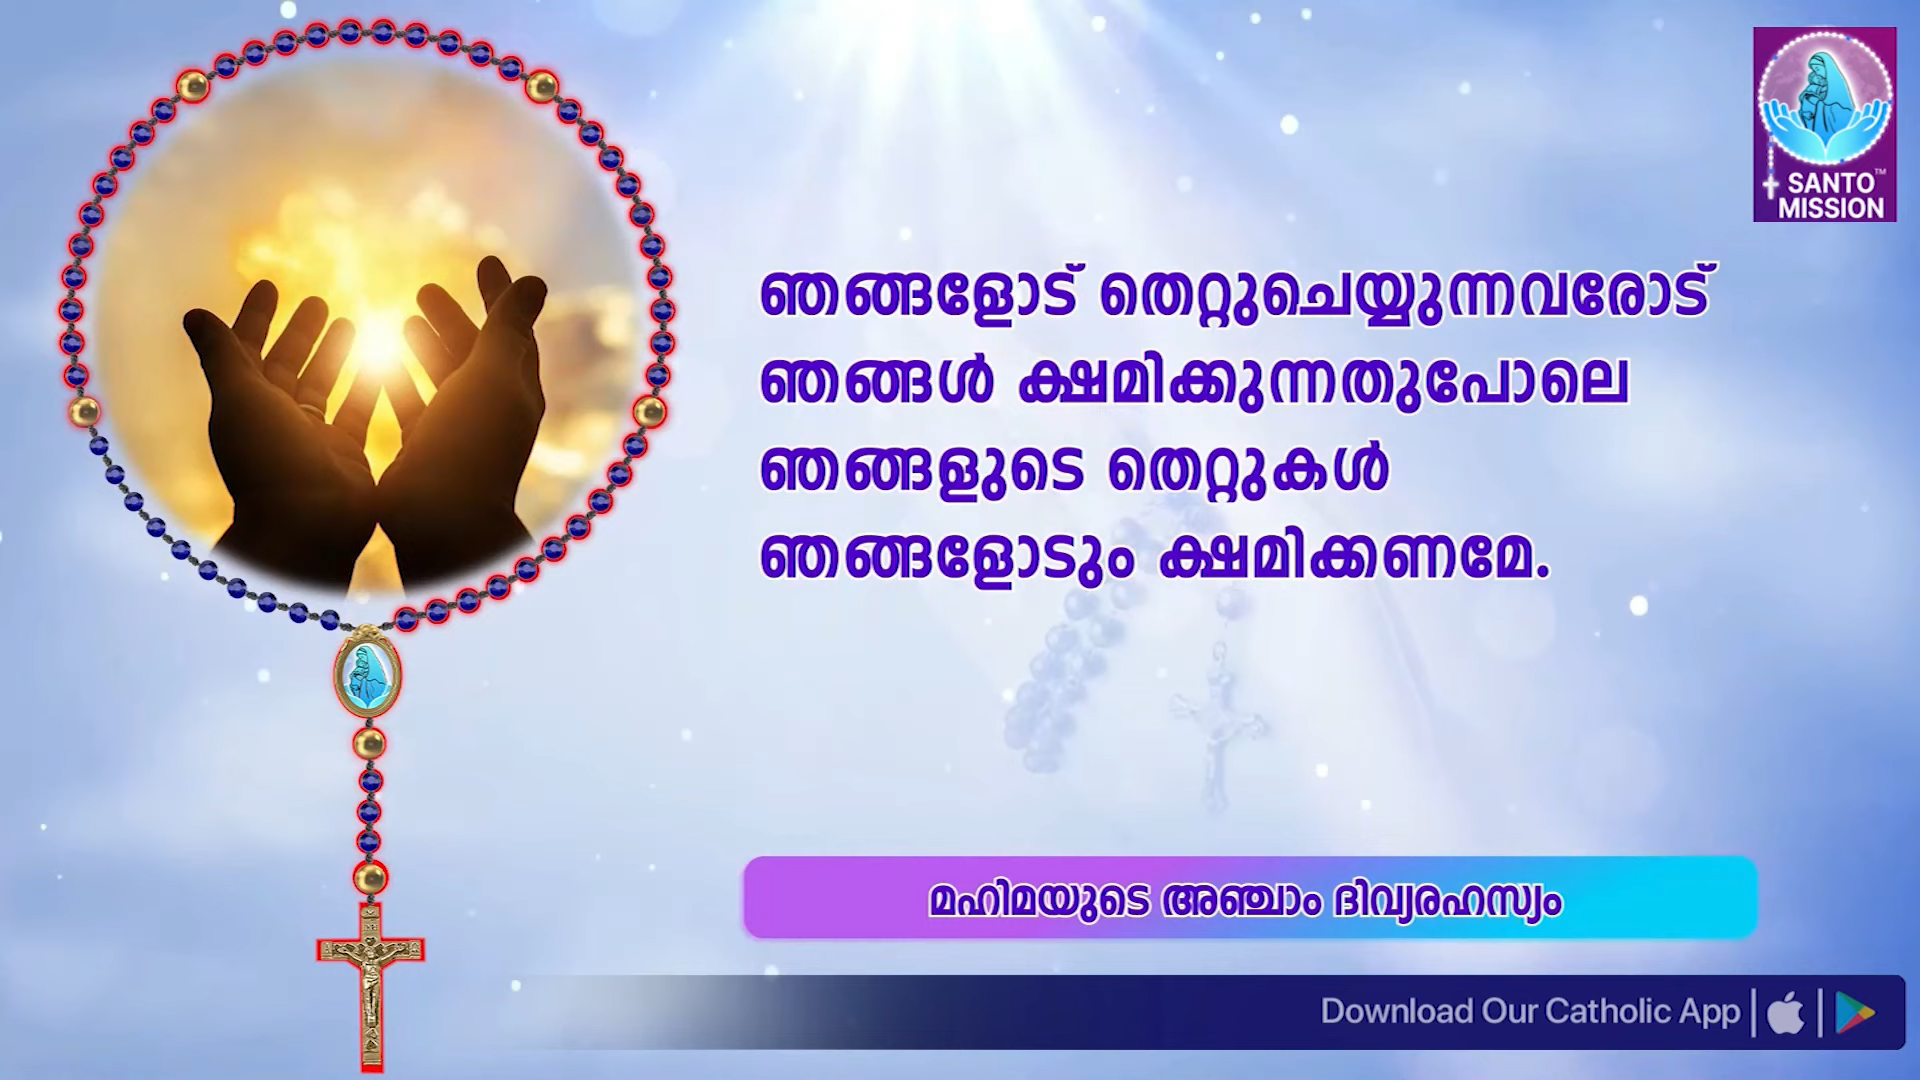 SANTO™
MISSION
ഞങ്ങളോട് തെറ്റുചെയ്യുന്നവരോട്
ഞങ്ങൾ ക്ഷമിക്കുന്നതുപോലെ
ഞങ്ങളുടെ തെറ്റുകൾ
ഞങ്ങളോടും ക്ഷമിക്കണമേ.
മഹിമയുടെ അഞ്ചാം ദിവ്യരഹസ്യം
Download Our Catholic App